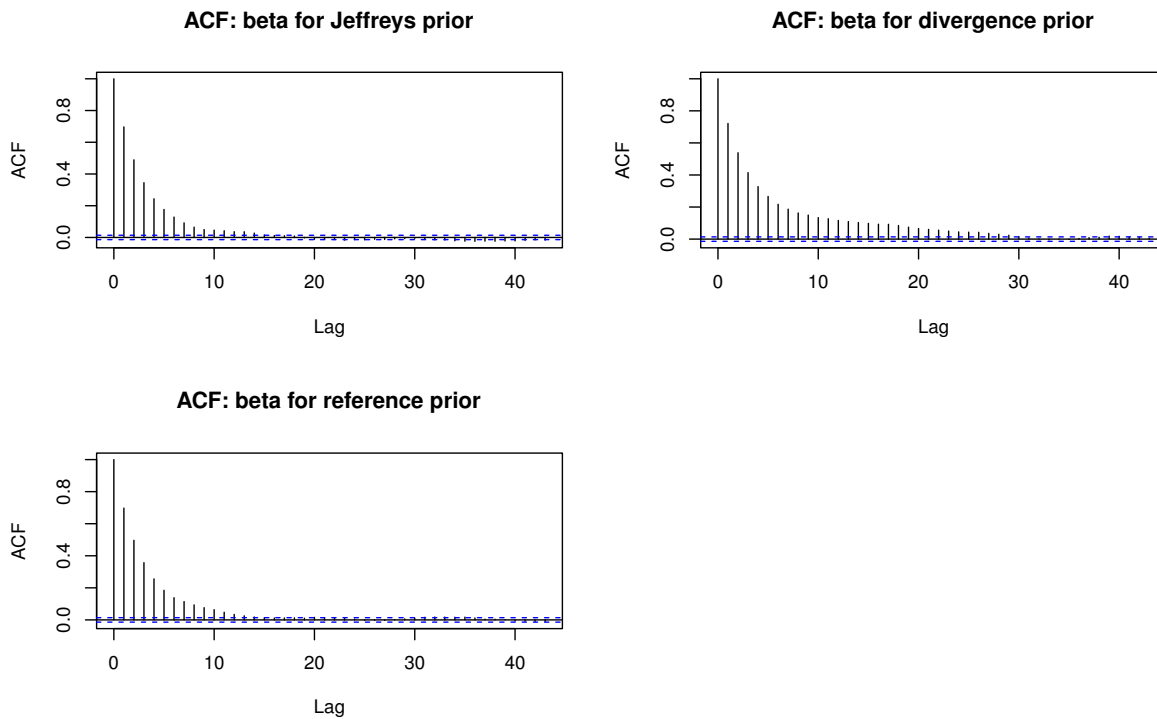 ACF: beta for Jeffreys prior
ACF
0.0 0.4 0.8
0 10 20 30 40
Lag
ACF: beta for divergence prior
ACF
0.0 0.4 0.8
0 10 20 30 40
Lag
ACF: beta for reference prior
ACF
0.0 0.4 0.8
0 10 20 30 40
Lag